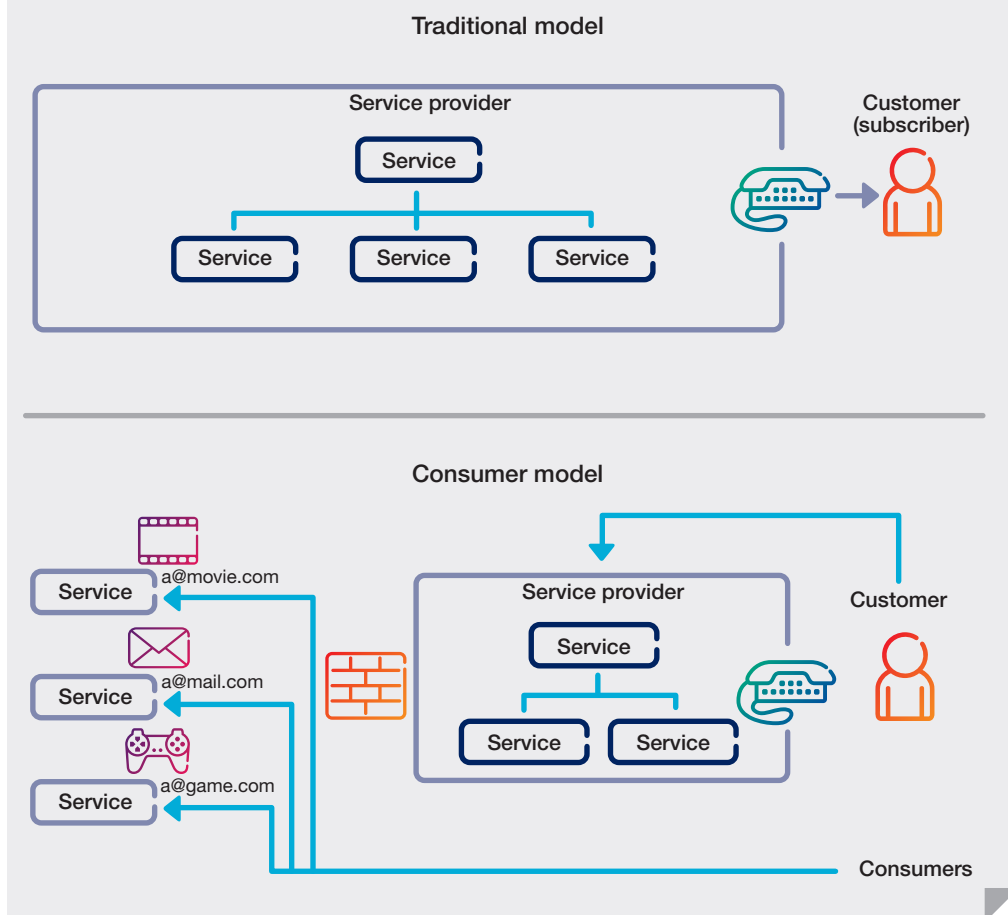 Traditional model
Service provider
Customer
(subscriber)
Service
Service
Service
Service
Consumer model
a@movie.com
Service
Service provider
Customer
Service
a@mail.com
Service
Service
Service
a@game.com
Service
Consumers